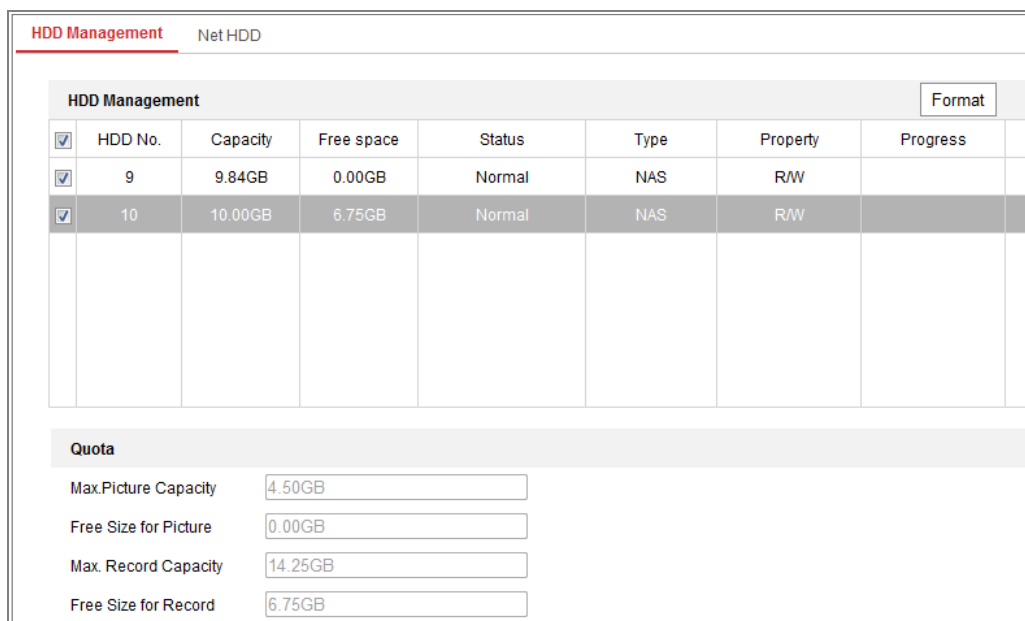 HDD Management Net HDD
HDD Management Format
HDD No. Capacity Free space Status Type Property Progress
9 9.84GB 0.00GB Normal NAS R/W
10 10.00GB 6.75GB Normal NAS R/W
Quota
Max.Picture Capacity 4.50GB
Free Size for Picture 0.00GB
Max. Record Capacity 14.25GB
Free Size for Record 6.75GB